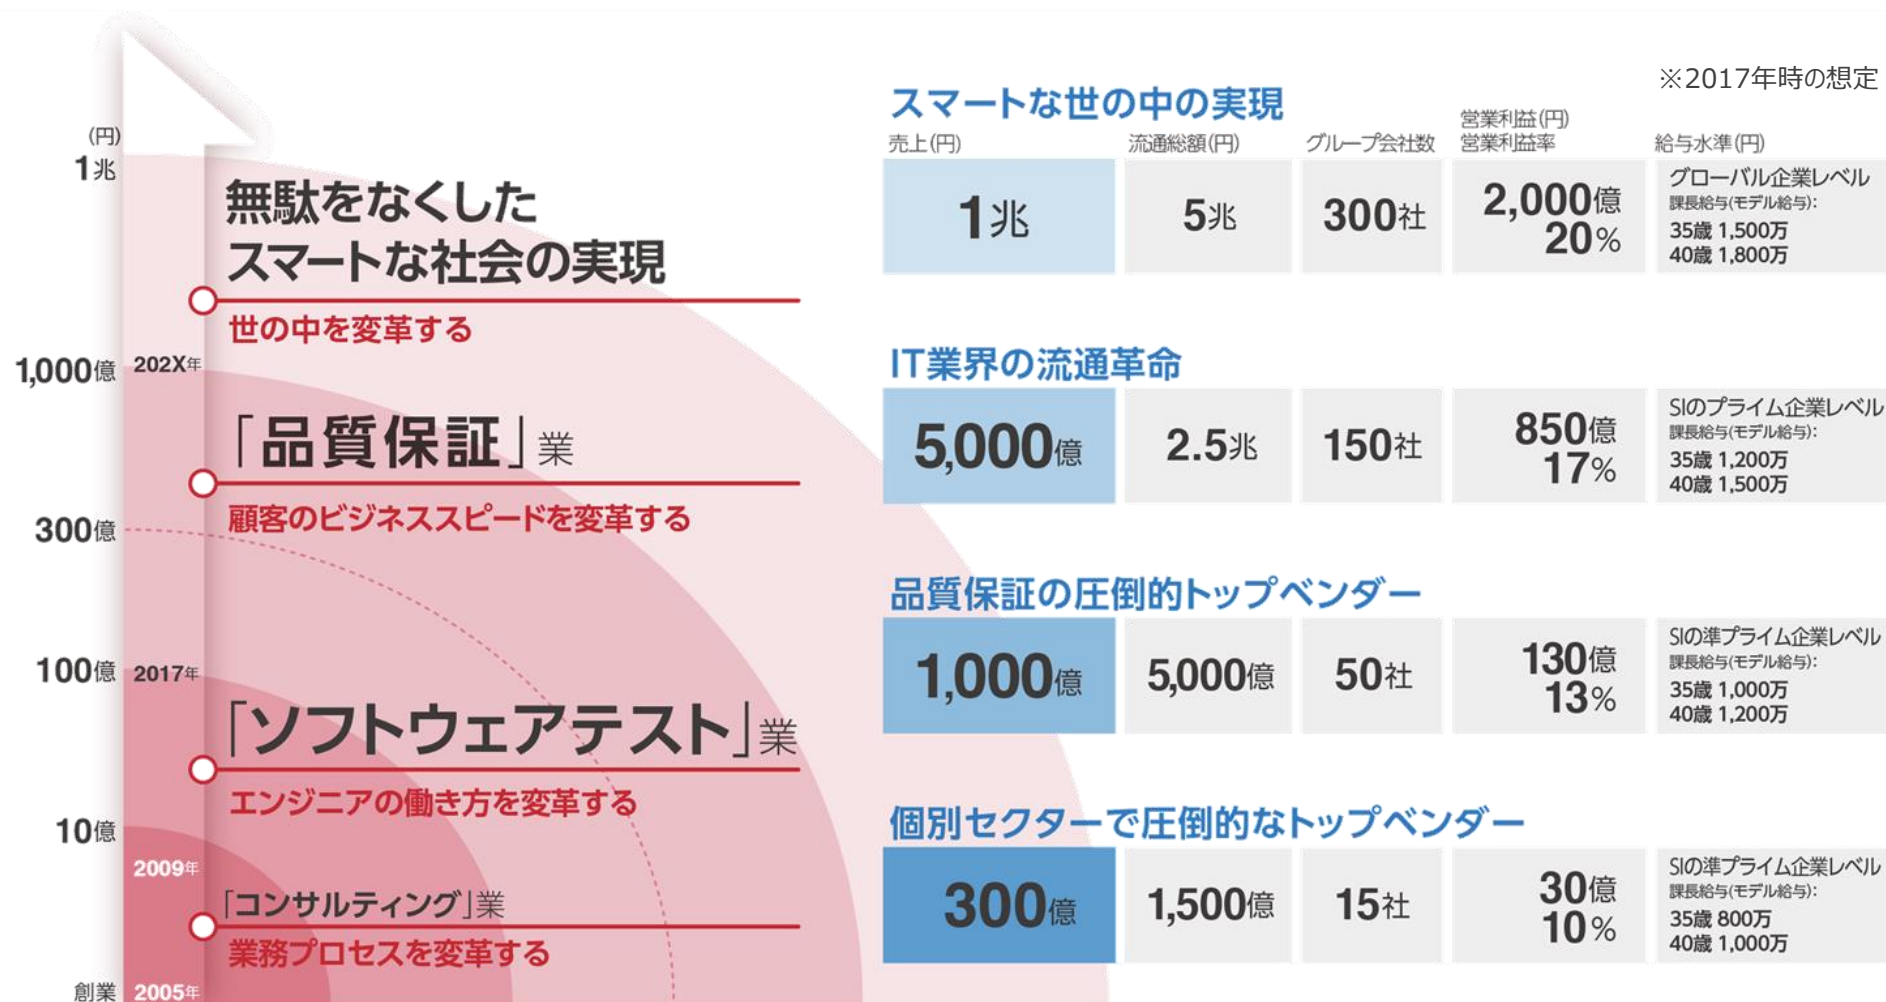 (円)
1兆
無駄をなくした
スマートな社会の実現
世の中を変革する
1,000億
202X年
「品質保証」業
顧客のビジネススピードを変革する
300億
100億
2017年
「ソフトウェアテスト」業
エンジニアの働き方を変革する
10億
2009年
「コンサルティング」業
業務プロセスを変革する
創業
2005年
※2017年時の想定
スマートな世の中の実現
売上(円)
流通総額(円)
グループ会社数
営業利益(円)
営業利益率
給与水準(円)
1兆
5兆
300社
2,000億
20%
グローバル企業レベル
課長給与(モデル給与):
35歳 1,500万
40歳 1,800万
IT業界の流通革命
5,000億
2.5兆
150社
850億
17%
SIのプライム企業レベル
課長給与(モデル給与):
35歳 1,200万
40歳 1,500万
品質保証の圧倒的トップベンダー
1,000億
5,000億
50社
130億
13%
SIの準プライム企業レベル
課長給与(モデル給与):
35歳 1,000万
40歳 1,200万
個別セクターで圧倒的なトップベンダー
300億
1,500億
15社
30億
10%
SIの準プライム企業レベル
課長給与(モデル給与):
35歳 800万
40歳 1,000万